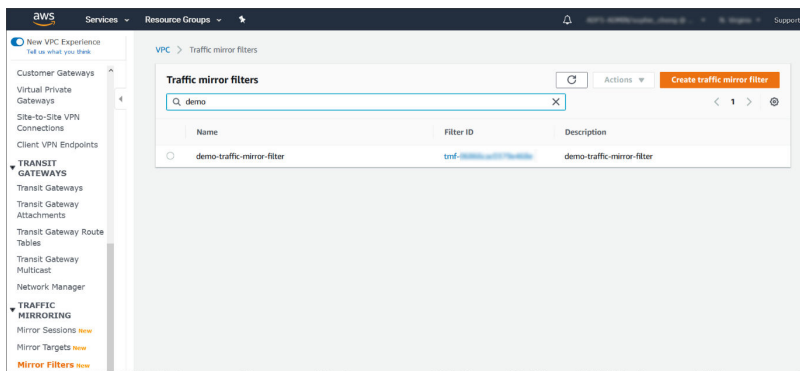 aws
Services
Resource Groups
N. Virginia
Support
New VPC Experience
Tell us what you think
Customer Gateways
Virtual Private
Gateways
Site-to-Site VPN
Connections
Client VPN Endpoints
TRANSIT
GATEWAYS
Transit Gateways
Transit Gateway
Attachments
Transit Gateway Route
Tables
Transit Gateway
Multicast
Network Manager
TRAFFIC
MIRRORING
Mirror Sessions New
Mirror Targets New
Mirror Filters New
VPC > Traffic mirror filters
Traffic mirror filters
Actions
Create traffic mirror filter
demo
1
Name Filter ID Description
demo-traffic-mirror-filter tmf- demo-traffic-mirror-filter